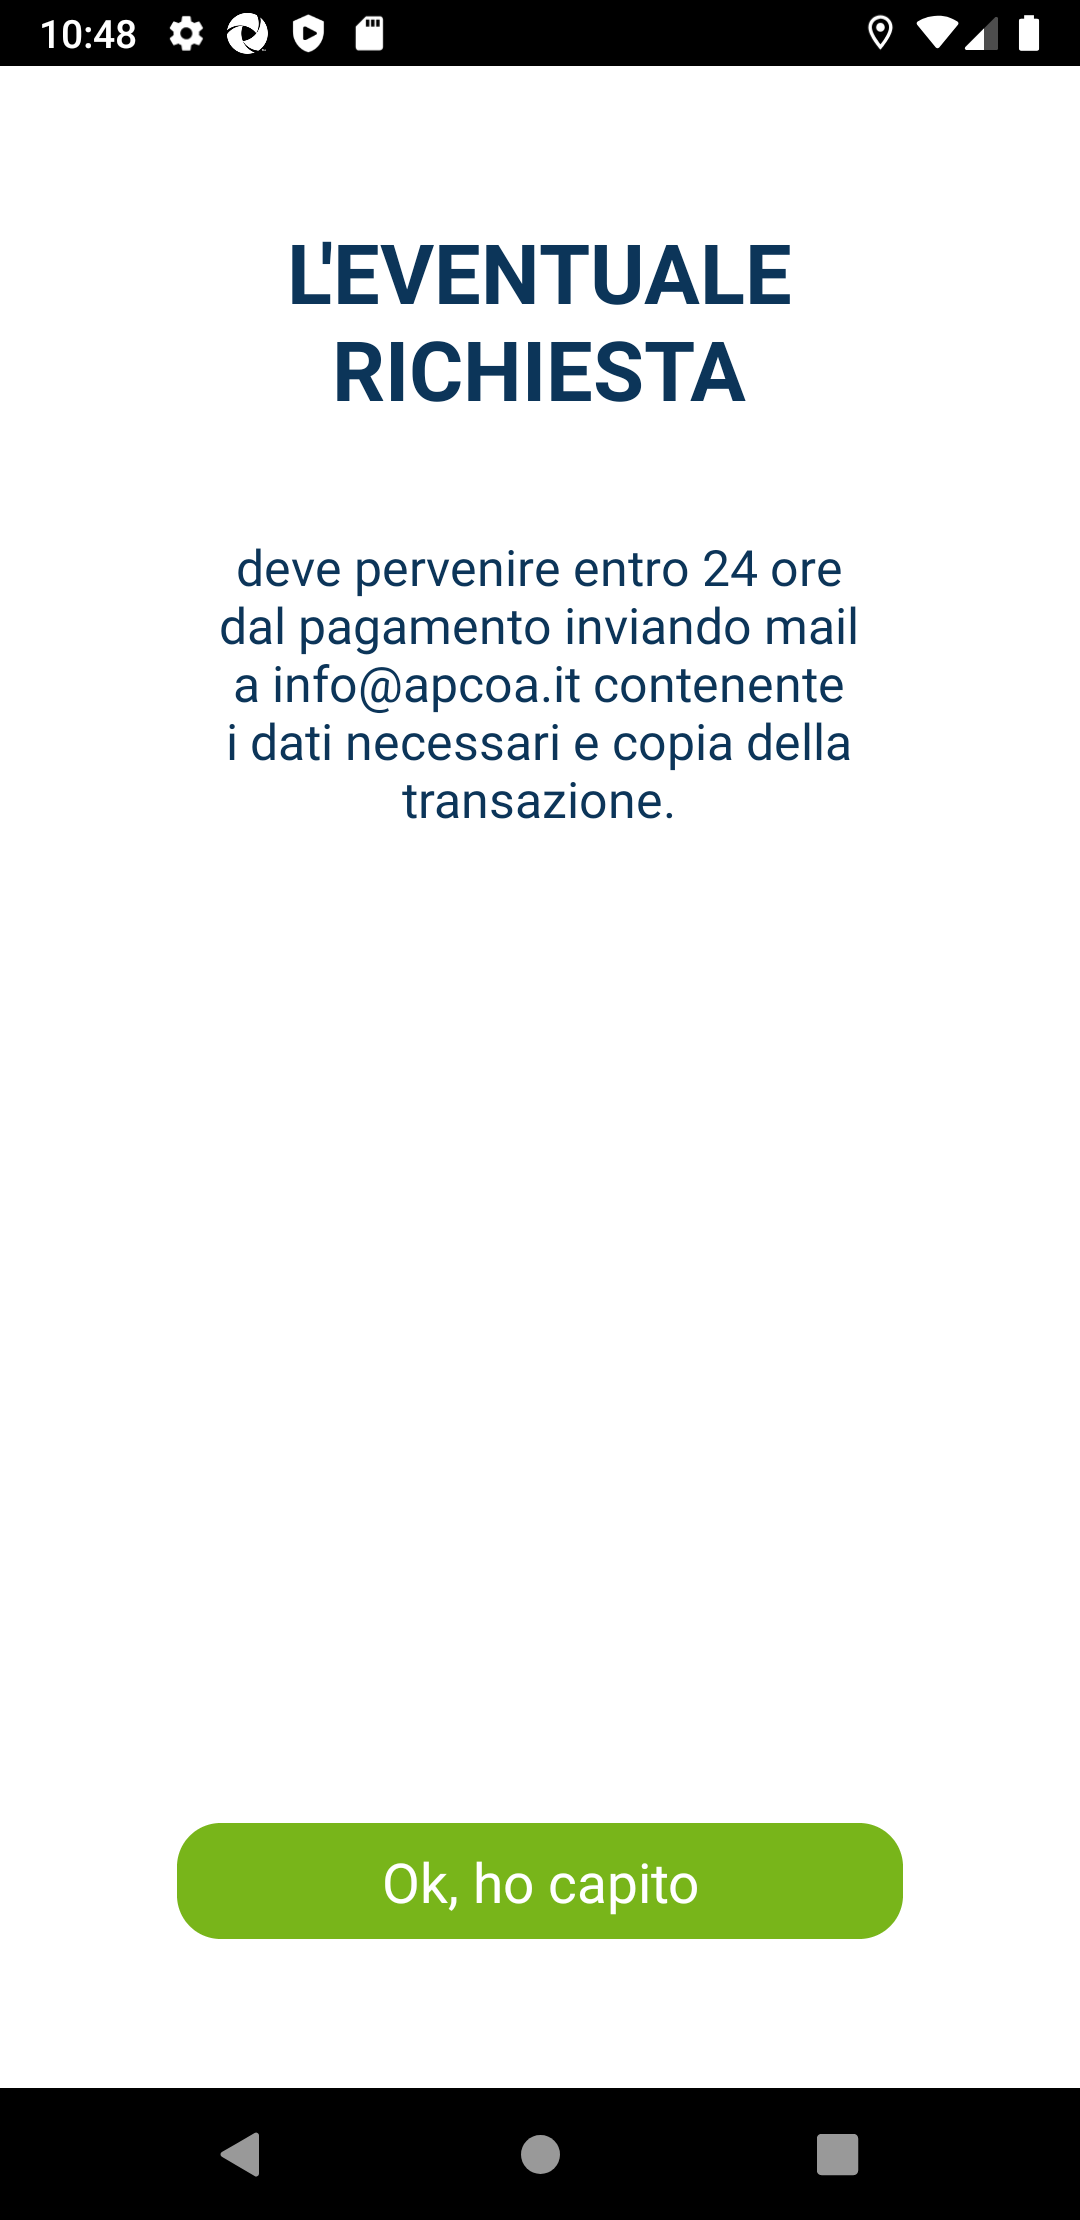 10:48
L'EVENTUALE
RICHIESTA
deve pervenire entro 24 ore
dal pagamento inviando mail
a info@apcoa.it contenente
i dati necessari e copia della
transazione.
Ok, ho capito